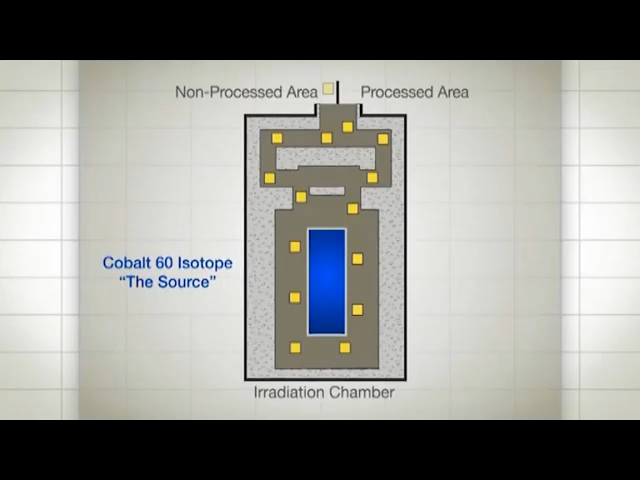 Non-Processed Area
Processed Area
Cobalt 60 Isotope
“The Source”
Irradiation Chamber